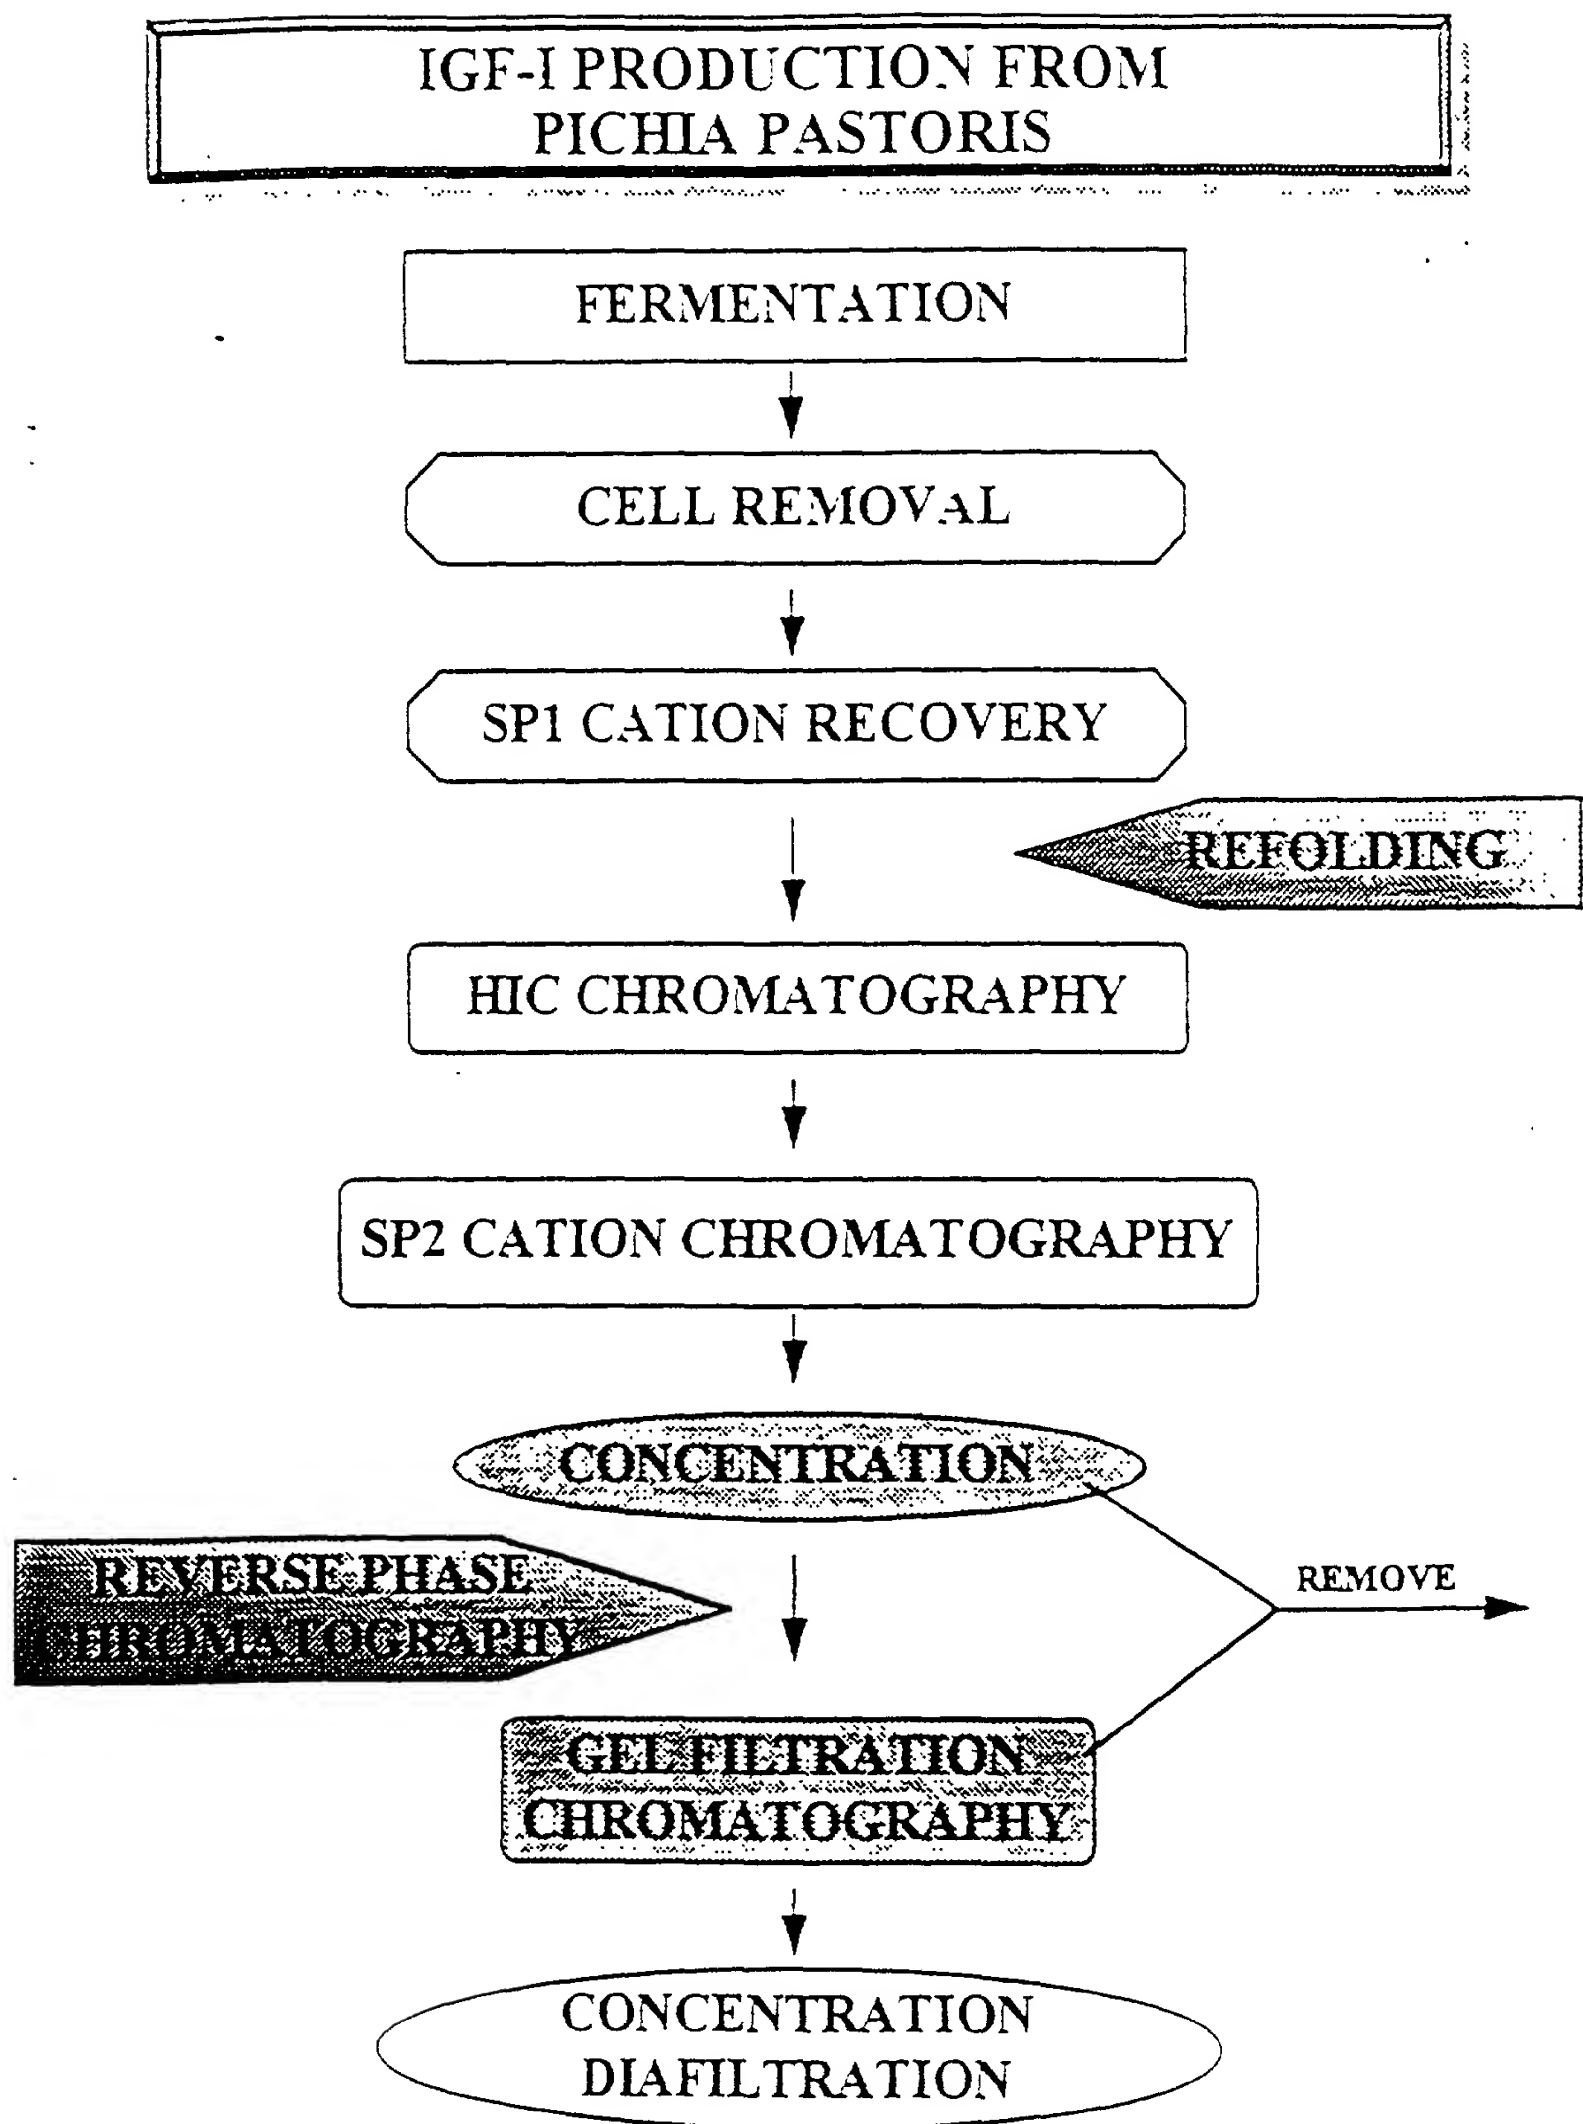 IGF-I PRODUCTION FROM
PICHIA PASTORIS
FERMENTATION
CELL REMOVAL
SP1 CATION RECOVERY
REFOLDING
HIC CHROMATOGRAPHY
SP2 CATION CHROMATOGRAPHY
CONCENTRATION
REVERSE PHASE
CHROMATOGRAPHY
REMOVE
GEL FILTRATION
CHROMATOGRAPHY
CONCENTRATION
DIAFILTRATION